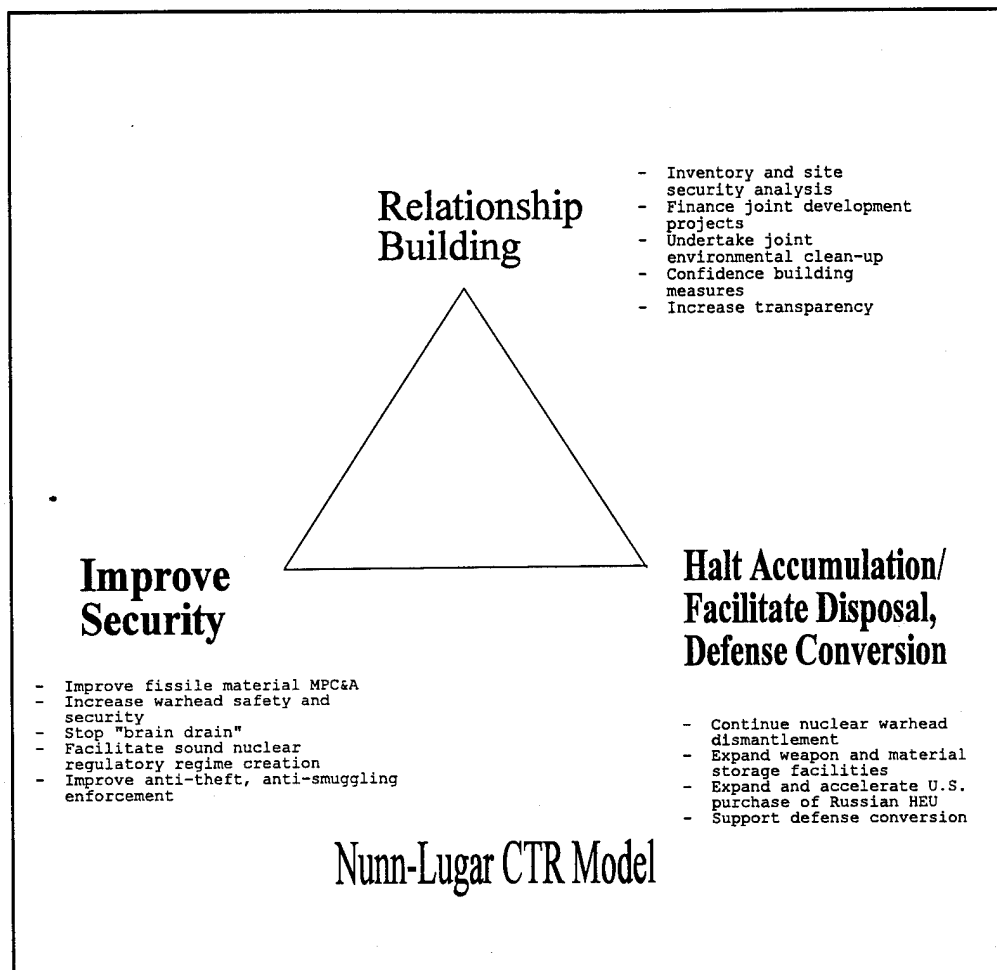 Relationship
Building
- Inventory and site
security analysis
- Finance joint development
projects
- Undertake joint
environmental clean-up
- Confidence building
measures
- Increase transparency
Improve
Security
- Improve fissile material MPC&A
- Increase warhead safety and
security
- Stop "brain drain"
- Facilitate sound nuclear
regulatory regime creation
- Improve anti-theft, anti-smuggling
enforcement
Halt Accumulation/
Facilitate Disposal,
Defense Conversion
- Continue nuclear warhead
dismantlement
- Expand weapon and material
storage facilities
- Expand and accelerate U.S.
purchase of Russian HEU
- Support defense conversion
Nunn-Lugar CTR Model